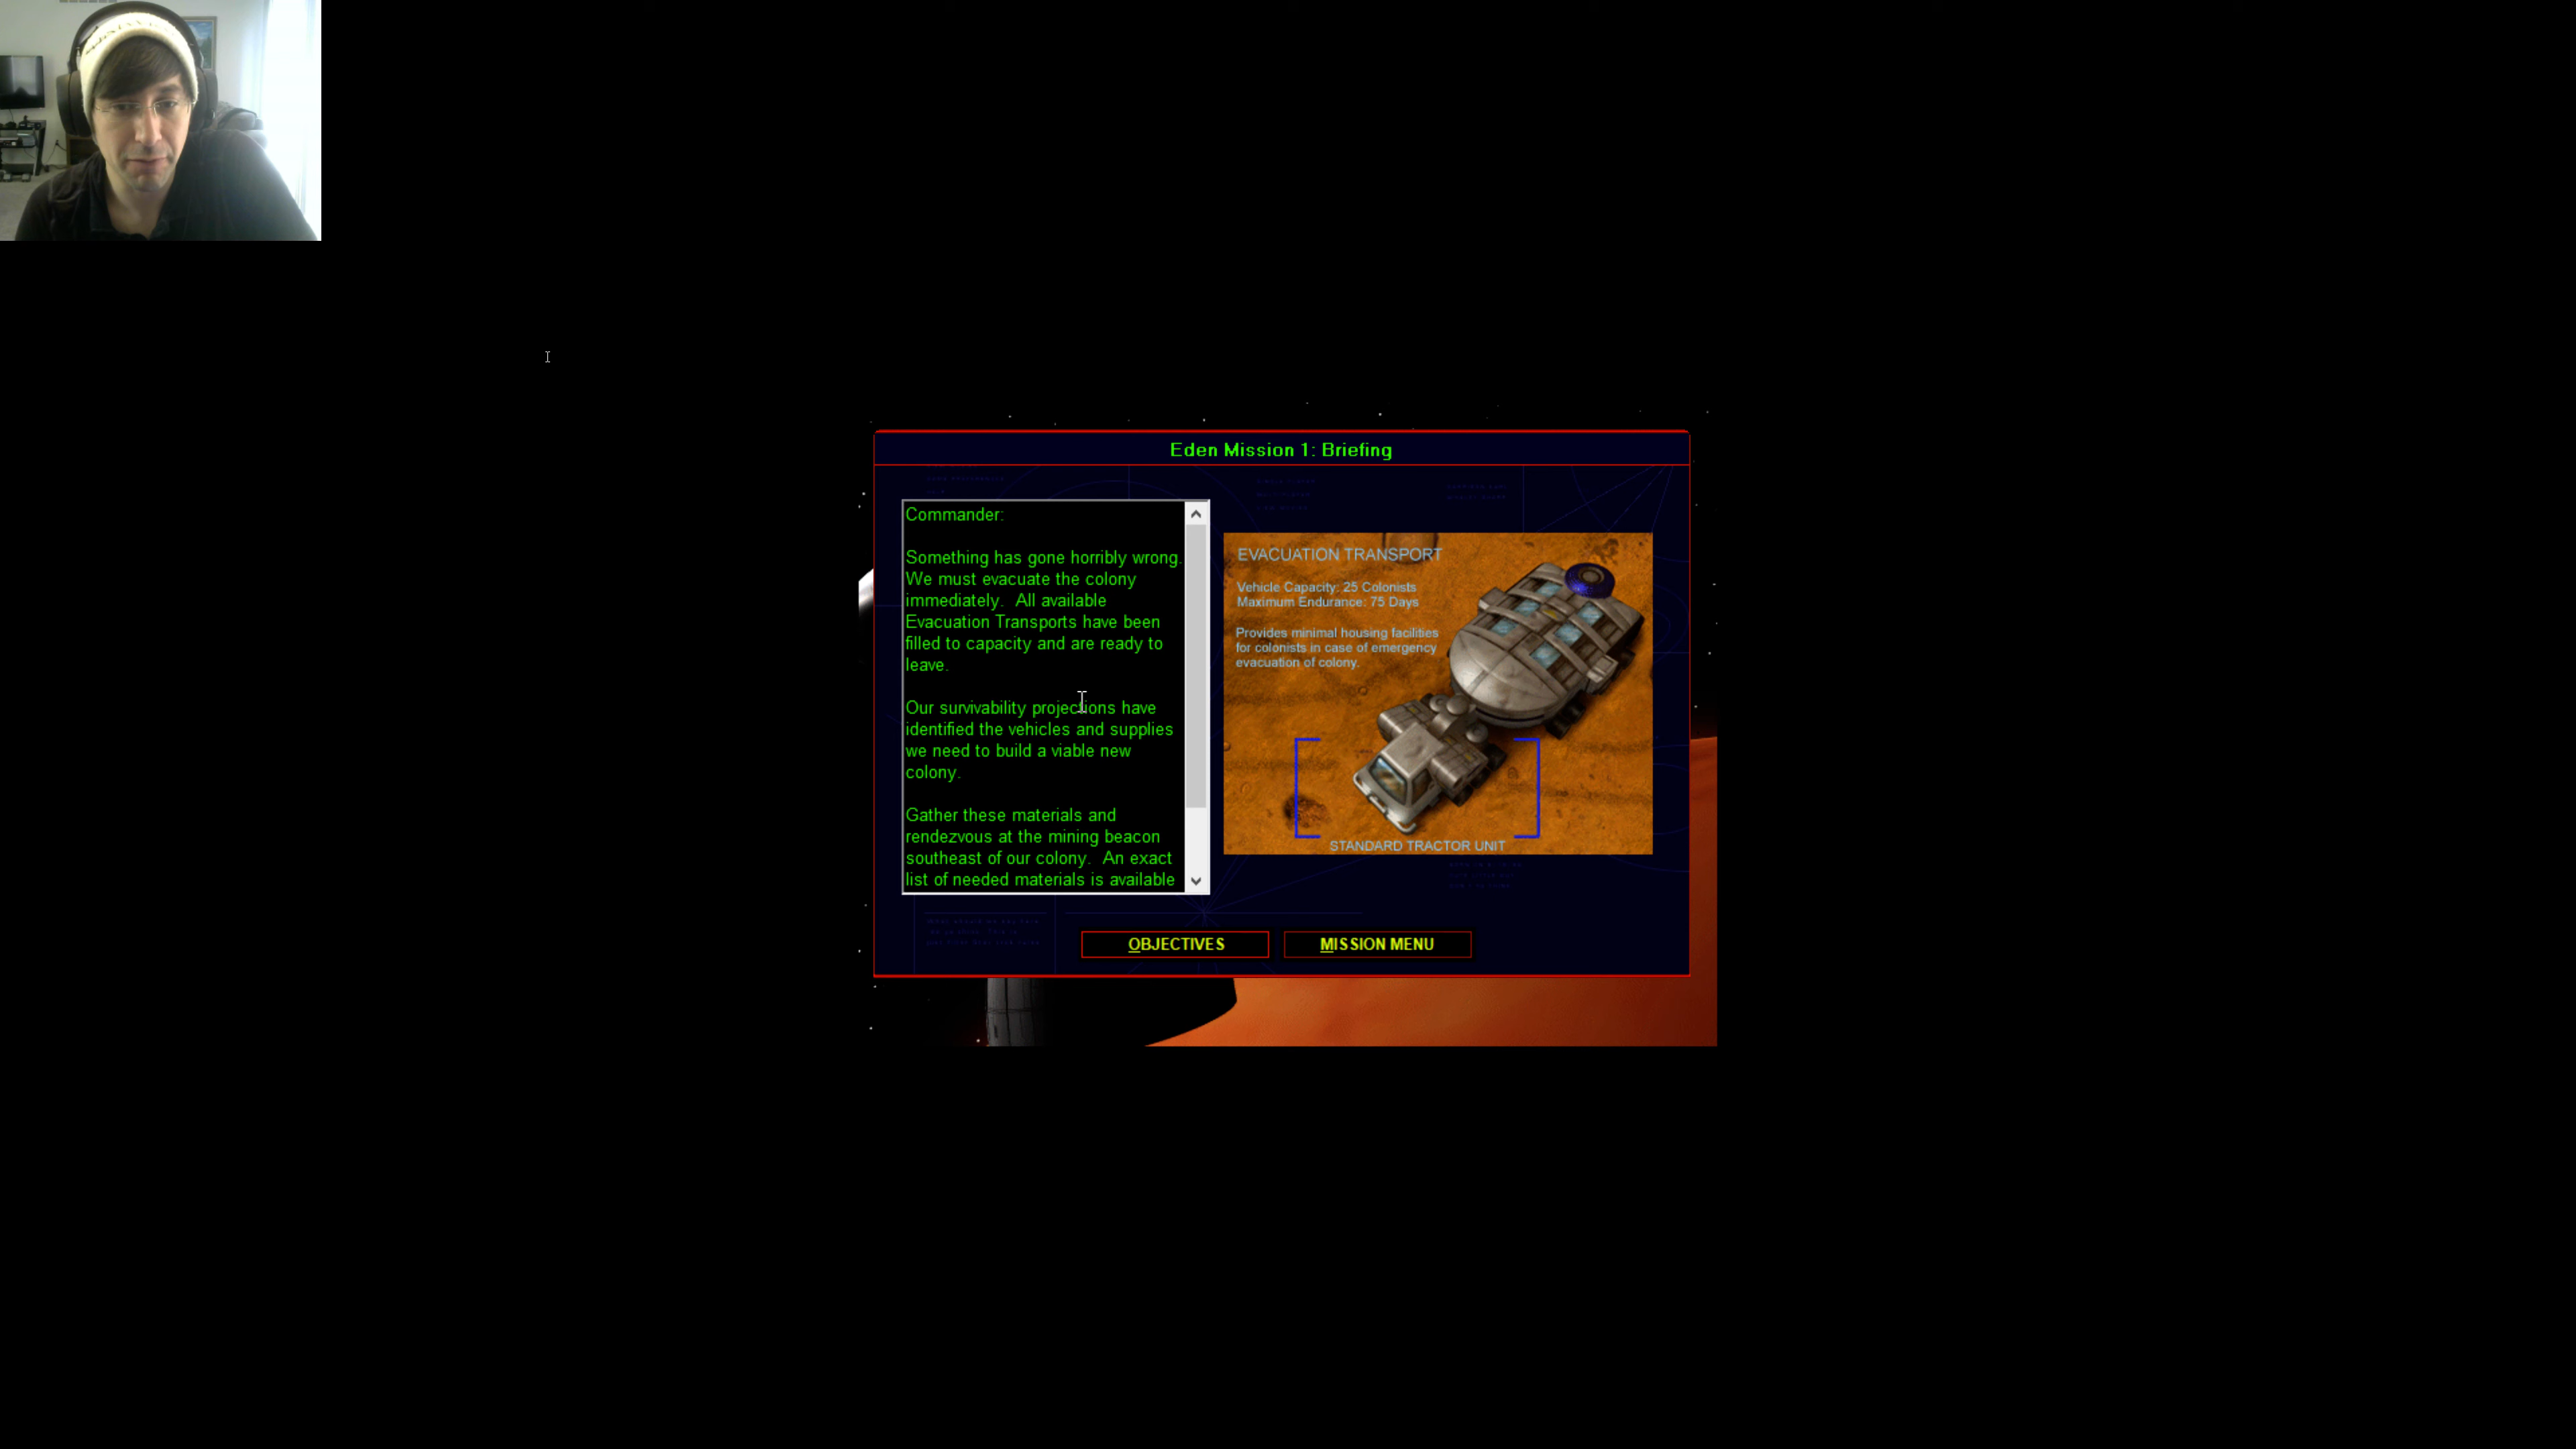 Eden Mission 1: Briefing
Commander:
Something has gone horribly wrong.
We must evacuate the colony
immediately.  All available
Evacuation Transports have been
filled to capacity and are ready to
leave.
Our survivability projections have
identified the vehicles and supplies
we need to build a viable new
colony.
Gather these materials and
rendezvous at the mining beacon
southeast of our colony.  An exact
list of needed materials is available
EVACUATION TRANSPORT
Vehicle Capacity: 25 Colonists
Maximum Endurance: 75 Days
Provides minimal housing facilities
for colonists in case of emergency
evacuation of colony.
STANDARD TRACTOR UNIT
OBJECTIVES
MISSION MENU